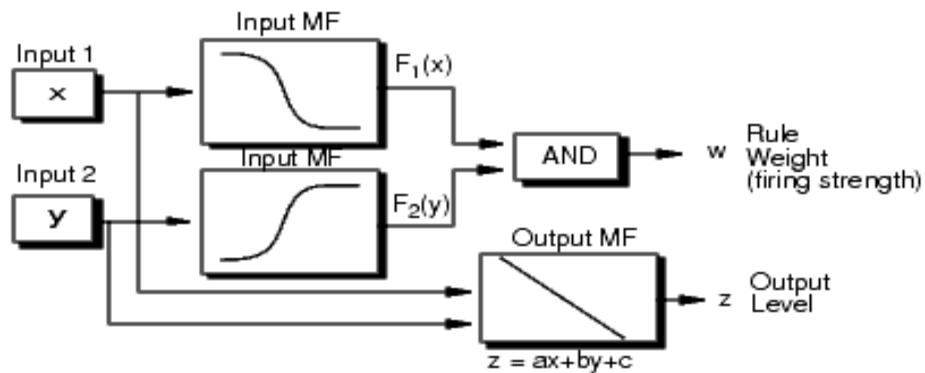 Input MF
Input 1
x
F₁(x)
Input MF
Input 2
y
F₂(y)
AND
w
Rule
Weight
(firing strength)
Output MF
z
Output
Level
z = ax+by+c